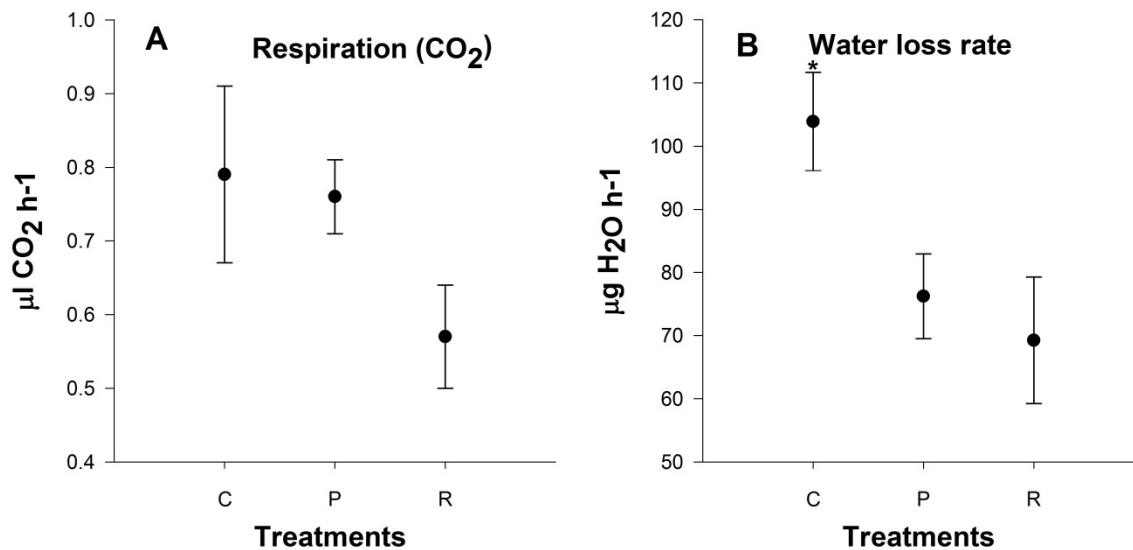 A
Respiration (CO2)
1.0
0.9
0.8
0.7
0.6
0.5
0.4
µl CO2 h-1
C P R
Treatments
B
Water loss rate
*
120
110
100
90
80
70
60
50
µg H2O h-1
C P R
Treatments